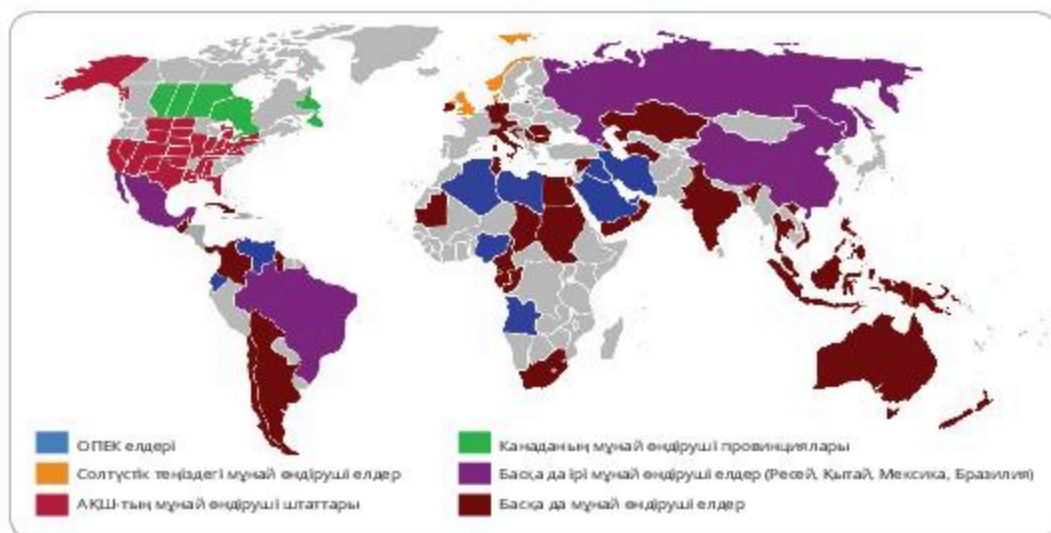 ОПЕК елдері
Солтүстік теңіздегі мұнай өндіруші елдер
АҚШ-тың мұнай өндіруші штаттары
Канаданың мұнай өндіруші провинциялары
Басқа да ірі мұнай өндіруші елдер (Ресей, Қытай, Мексика, Бразилия)
Басқа да мұнай өндіруші елдер